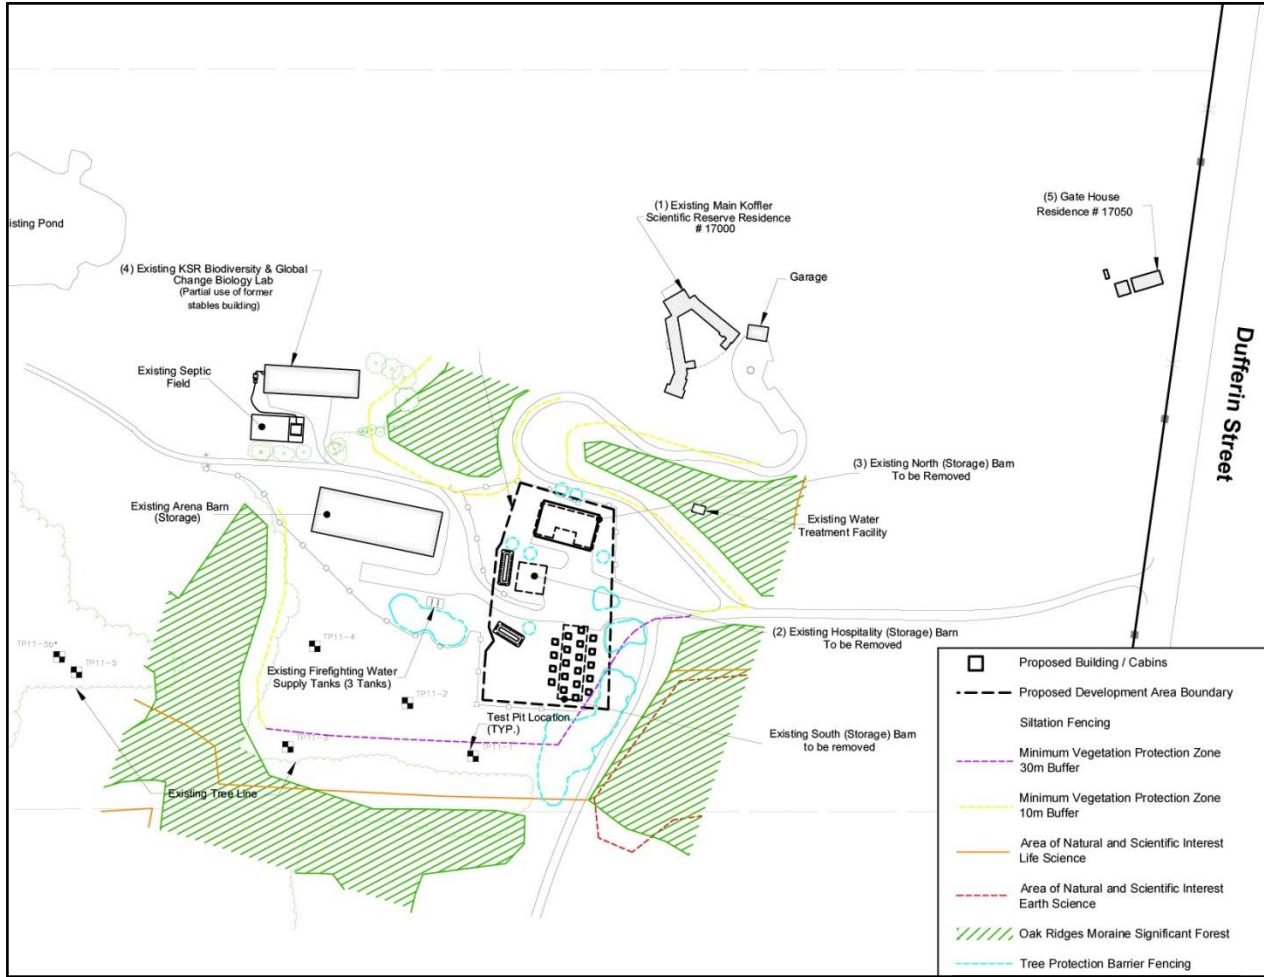 (1) Existing Main Koffler
Scientific Reserve Residence
# 17000
(5) Gate House
Residence # 17050
isting Pond
(4) Existing KSR Biodiversity & Global
Change Biology Lab
(Partial use of former
stables building)
Garage
Dufferin Street
Existing Septic
Field
(3) Existing North (Storage) Barn
To be Removed
Existing Arena Barn
(Storage)
Existing Water
Treatment Facility
TP11-5b*
TP11-5
TP11-4
(2) Existing Hospitality (Storage) Barn
To be Removed
Existing Firefighting Water
Supply Tanks (3 Tanks)
TP11-2
Test Pit Location
(TYP.)
TP11-3
TP11-1
Existing South (Storage) Barn
to be removed
Existing Tree Line
Proposed Building / Cabins
Proposed Development Area Boundary
Siltation Fencing
Minimum Vegetation Protection Zone
30m Buffer
Minimum Vegetation Protection Zone
10m Buffer
Area of Natural and Scientific Interest
Life Science
Area of Natural and Scientific Interest
Earth Science
Oak Ridges Moraine Significant Forest
Tree Protection Barrier Fencing